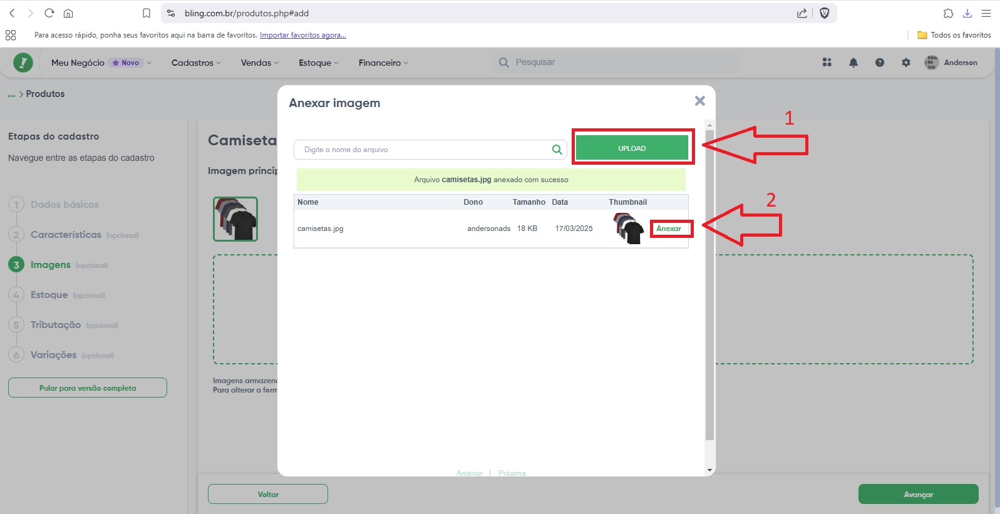 bling.com.br/produtos.php#add
Para acesso rápido, ponha seus favoritos aqui na barra de favoritos. Importar favoritos agora...
Todos os favoritos
Meu Negócio Novo Cadastros Vendas Estoque Financeiro Pesquisar Anderson
... > Produtos
Anexar imagem
1
Etapas do cadastro
Camiseta
Navegue entre as etapas do cadastro
Digite o nome do arquivo
UPLOAD
Imagem princip
Arquivo camisetas.jpg anexado com sucesso
2
Nome Dono Tamanho Data Thumbnail
camisetas.jpg andersonads 18 KB 17/03/2025 Anexar
1 Dados básicos
2 Características (opcional)
3 Imagens (opcional)
4 Estoque (opcional)
5 Tributação (opcional)
6 Variações (opcional)
Pular para versão completa
Imagens armazen
Para alterar a form
Anterior | Próxima
Voltar
Avançar